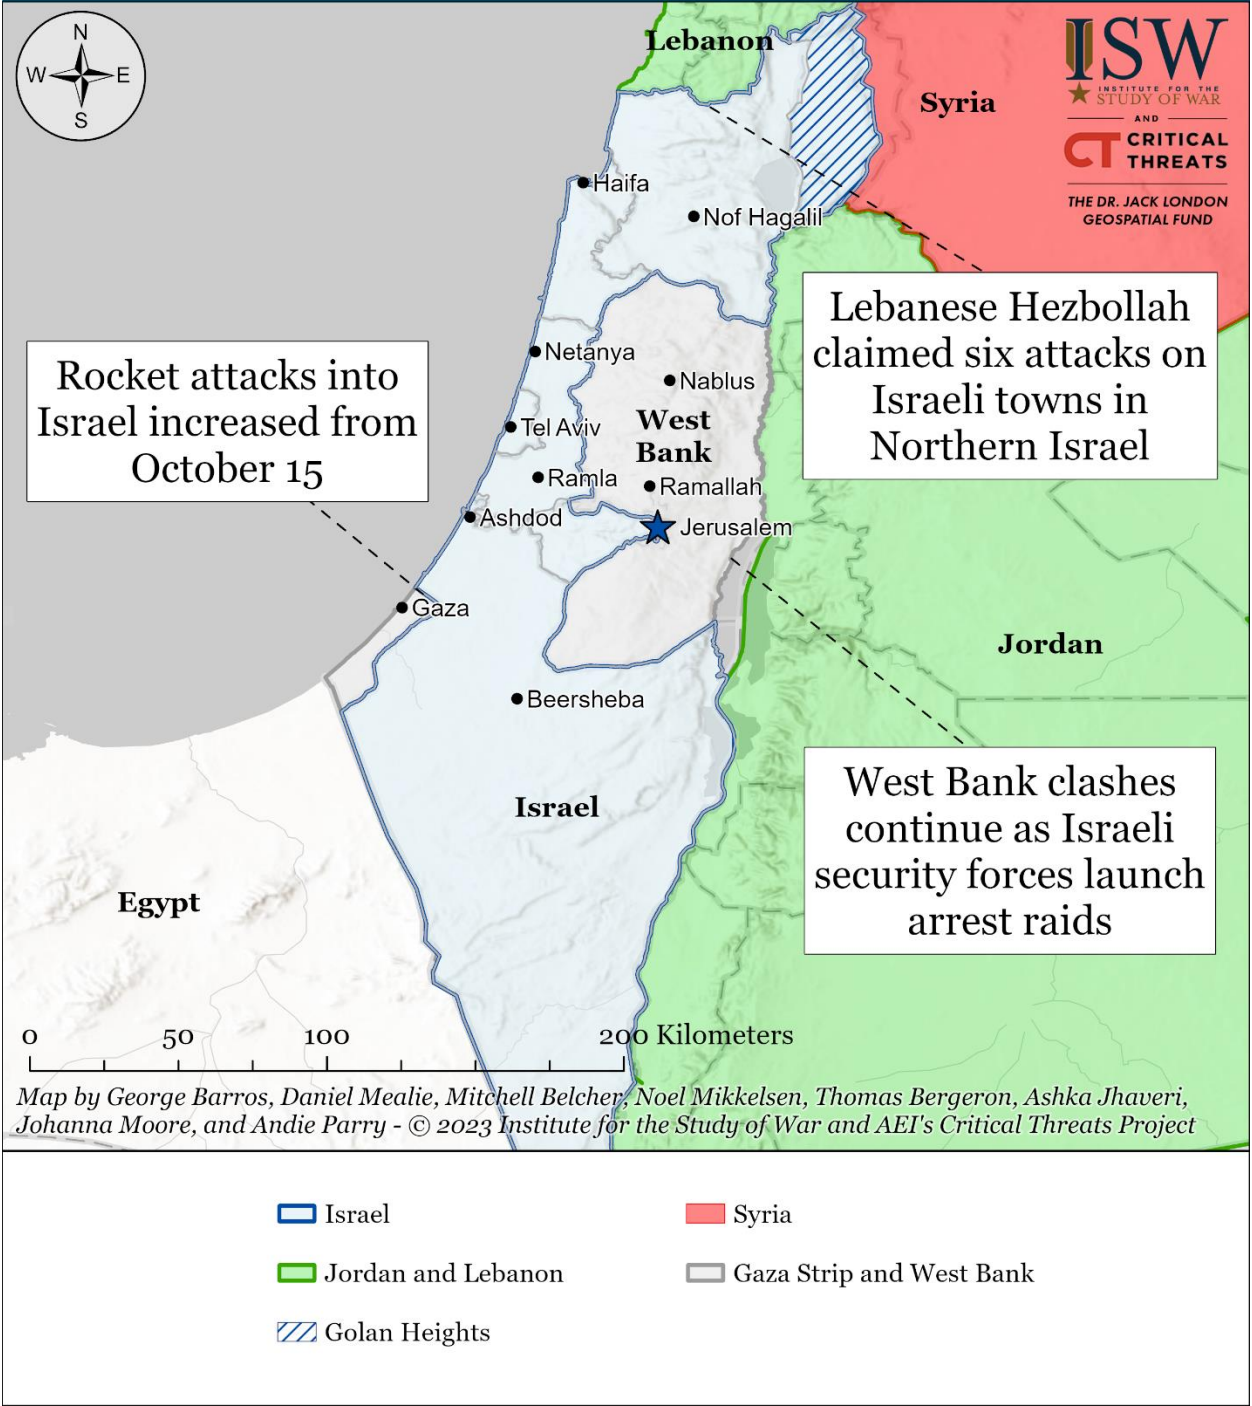 N
W
E
S
Lebanon
Syria
ISW
INSTITUTE FOR THE
STUDY OF WAR
AND
CT CRITICAL
THREATS
THE DR. JACK LONDON
GEOSPATIAL FUND
Haifa
Nof Hagalil
Lebanese Hezbollah
claimed six attacks on
Israeli towns in
Northern Israel
Rocket attacks into
Israel increased from
October 15
Netanya
Nablus
Tel Aviv
West
Bank
Ramla
Ramallah
Ashdod
Jerusalem
Gaza
Jordan
Beersheba
West Bank clashes
continue as Israeli
security forces launch
arrest raids
Israel
Egypt
0 50 100 200 Kilometers
Map by George Barros, Daniel Mealie, Mitchell Belcher, Noel Mikkelsen, Thomas Bergeron, Ashka Jhaveri,
Johanna Moore, and Andie Parry - © 2023 Institute for the Study of War and AEI's Critical Threats Project
Israel
Syria
Jordan and Lebanon
Gaza Strip and West Bank
Golan Heights